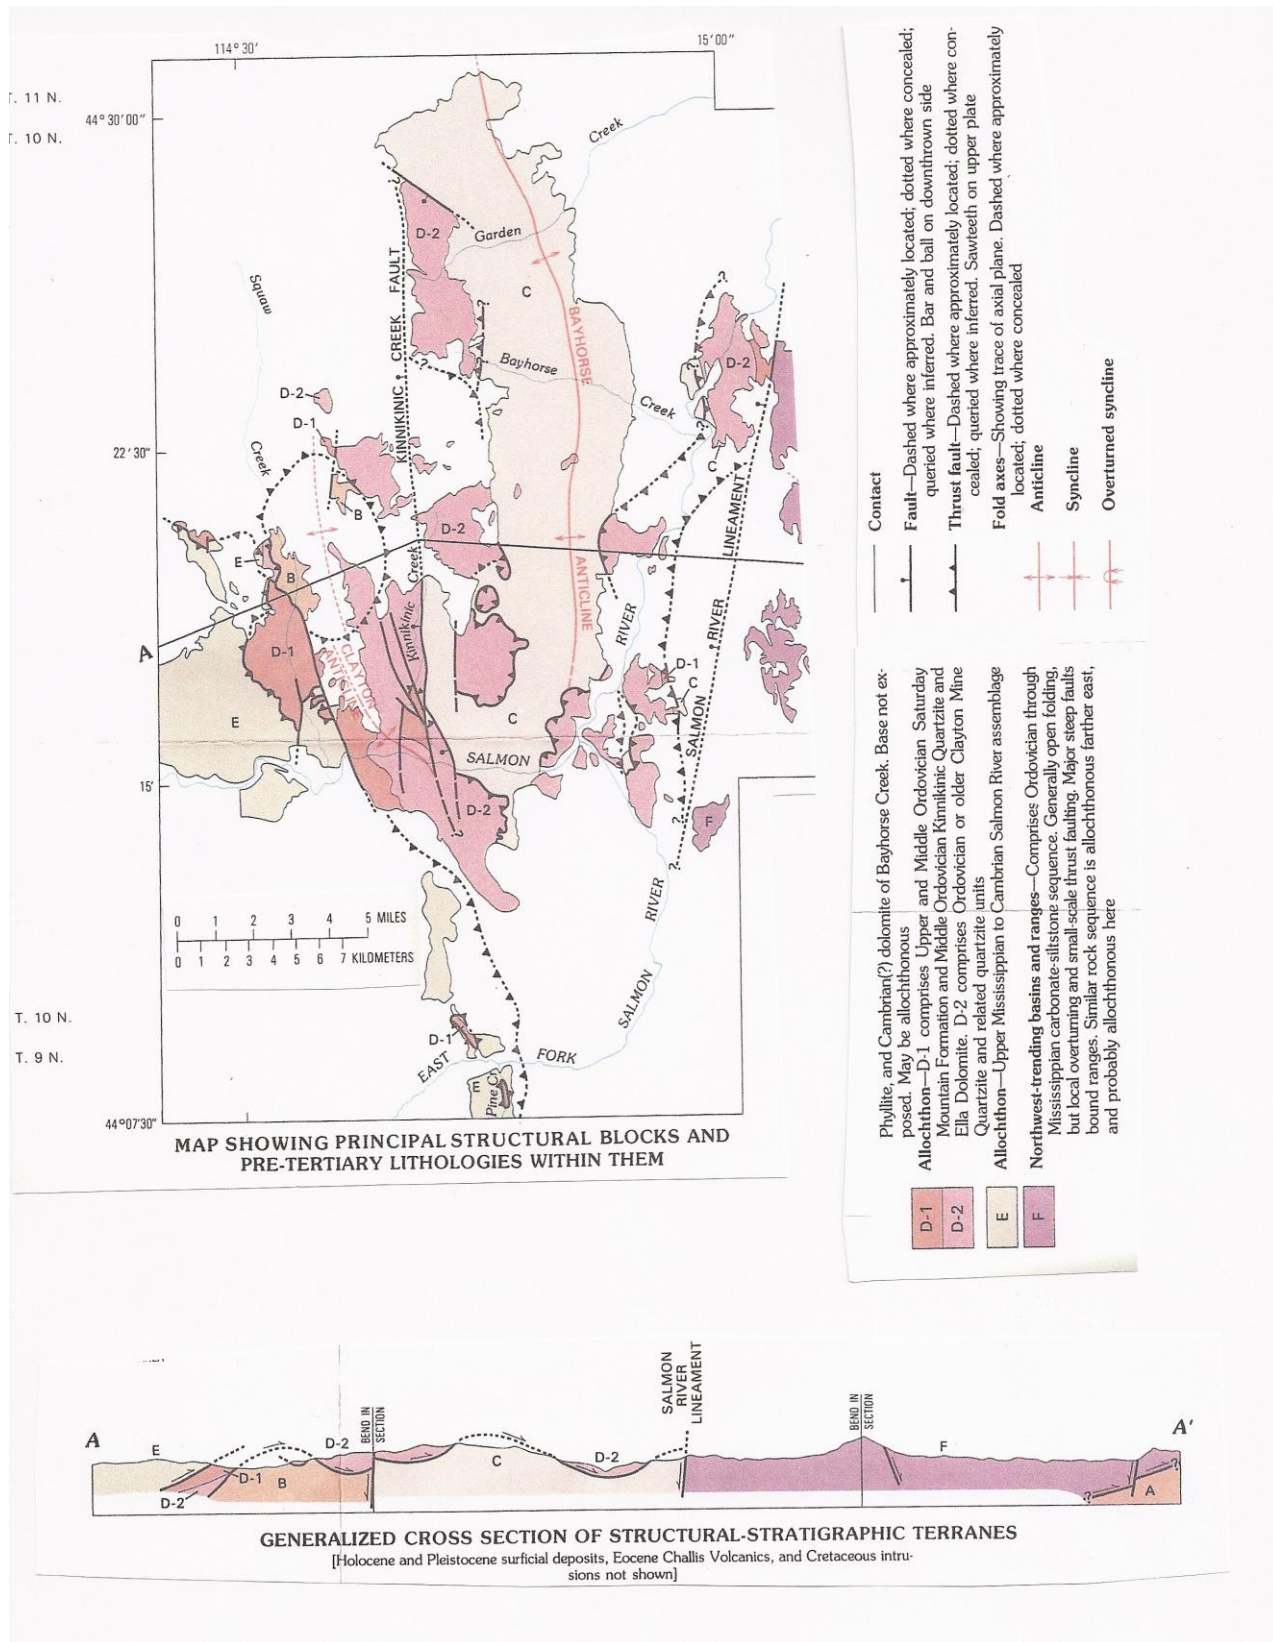 114° 30'
15'00"
T. 11 N.
44° 30'00"
T. 10 N.
Creek
Garden
D-2
C
Squaw
KINNIKINIC CREEK FAULT
BAYHORSE
ANTICLINE
?
?
?
?
?
Bayhorse
Creek
D-2
D-2
D-1
22' 30"
Creek
C
B
D-2
LINEAMENT
E
B
Creek
Kinnikinic
RIVER
RIVER
A
D-1
CLAYTON
ANTICLINE
D-1
C
E
C
SALMON
SALMON
15'
D-2
?
?
F
?
0 1 2 3 4 5 MILES
0 1 2 3 4 5 6 7 KILOMETERS
RIVER
SALMON
T. 10 N.
D-1
T. 9 N.
EAST
FORK
E
Pine Cr
44°07'30"
MAP SHOWING PRINCIPAL STRUCTURAL BLOCKS AND
PRE-TERTIARY LITHOLOGIES WITHIN THEM
Contact
Fault—Dashed where approximately located; dotted where concealed;
queried where inferred. Bar and ball on downthrown side
Thrust fault—Dashed where approximately located; dotted where con-
cealed; queried where inferred. Sawteeth on upper plate
Fold axes—Showing trace of axial plane. Dashed where approximately
located; dotted where concealed
Anticline
Syncline
Overturned syncline
Phyllite, and Cambrian(?) dolomite of Bayhorse Creek. Base not ex-
posed. May be allochthonous
D-1
D-2
Allochthon—D-1 comprises Upper and Middle Ordovician Saturday
Mountain Formation and Middle Ordovician Kinnikinic Quartzite and
Ella Dolomite. D-2 comprises Ordovician or older Clayton Mine
Quartzite and related quartzite units
E
Allochthon—Upper Mississippian to Cambrian Salmon River assemblage
F
Northwest-trending basins and ranges—Comprises Ordovician through
Mississippian carbonate-siltstone sequence. Generally open folding,
but local overturning and small-scale thrust faulting. Major steep faults
bound ranges. Similar rock sequence is allochthonous farther east,
and probably allochthonous here
A
E
D-1
D-2
B
D-2
BEND IN
SECTION
C
D-2
SALMON
RIVER
LINEAMENT
BEND IN
SECTION
F
?
?
A
A'
GENERALIZED CROSS SECTION OF STRUCTURAL-STRATIGRAPHIC TERRANES
[Holocene and Pleistocene surficial deposits, Eocene Challis Volcanics, and Cretaceous intru-
sions not shown]